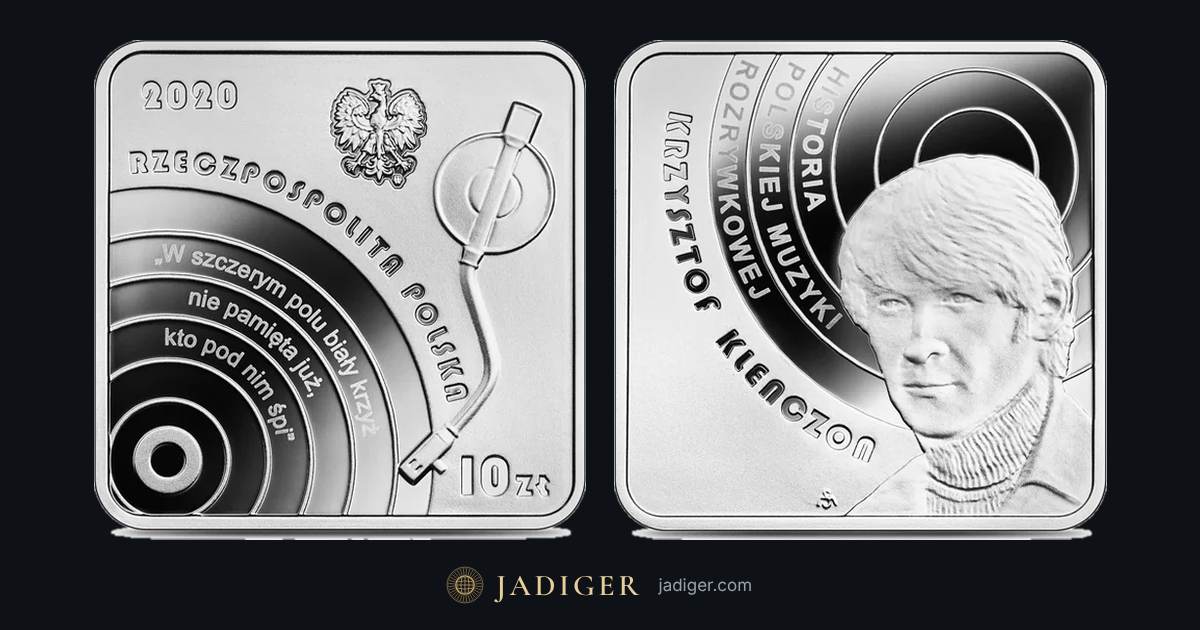 2020
RZECZPOSPOLITA POLSKA
„W szczerym polu biały krzyż
nie pamięta już,
kto pod nim śpi”
10 zł
HISTORIA
POLSKIEJ MUZYKI
ROZRYWKOWEJ
KRZYSZTOF KLENCZON
JADIGER jadiger.com